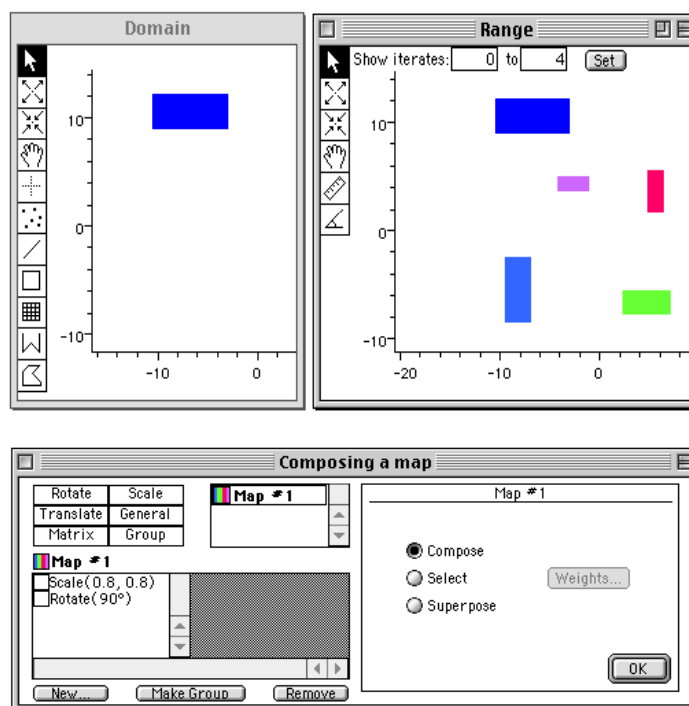 Domain
10
0
-10
-10
0
Range
Show iterates: 0 to 4 Set
10
0
-10
-20
-10
0
Composing a map
Rotate Scale
Translate General
Matrix Group
Map #1
Map #1
Scale(0.8, 0.8)
Rotate(90°)
New... Make Group Remove
Map #1
Compose
Select Weights...
Superpose
OK